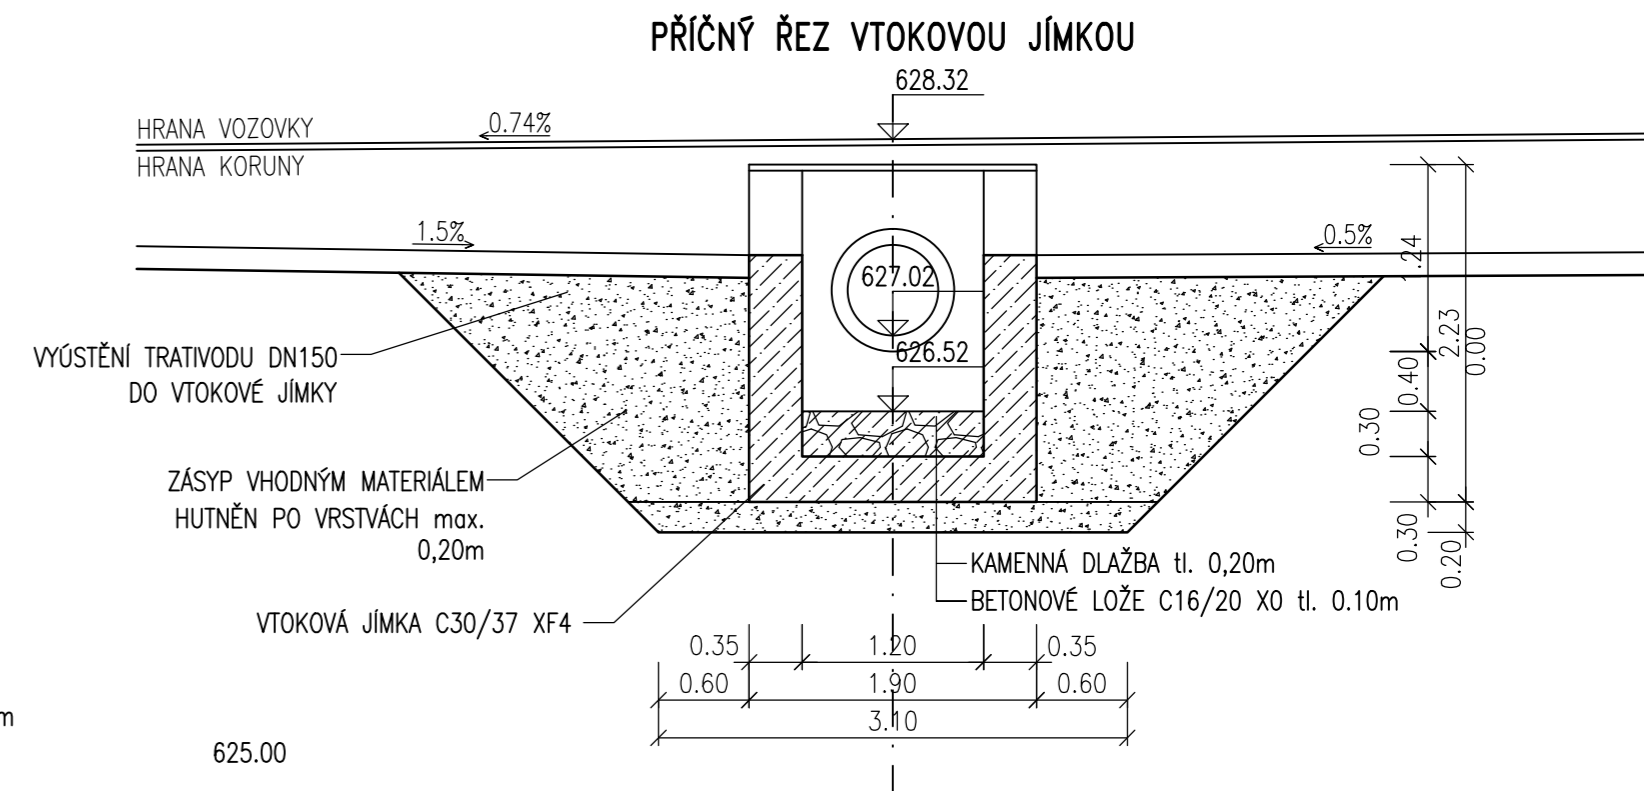 PŘÍČNÝ ŘEZ VTOKOVOU JÍMKOU
628.32
HRANA VOZOVKY
0.74%
HRANA KORUNY
1.5%
0.5%
.24
627.02
2.23
0.00
626.52
0.40
VYÚSTĚNÍ TRATIVODU DN150
DO VTOKOVÉ JÍMKY
0.30
ZÁSYP VHODNÝM MATERIÁLEM
HUTNĚN PO VRSTVÁCH max.
0,20m
0.30
0.20
KAMENNÁ DLAŽBA tl. 0,20m
BETONOVÉ LOŽE C16/20 X0 tl. 0.10m
VTOKOVÁ JÍMKA C30/37 XF4
0.35
1.20
0.35
0.60
1.90
0.60
3.10
m
625.00